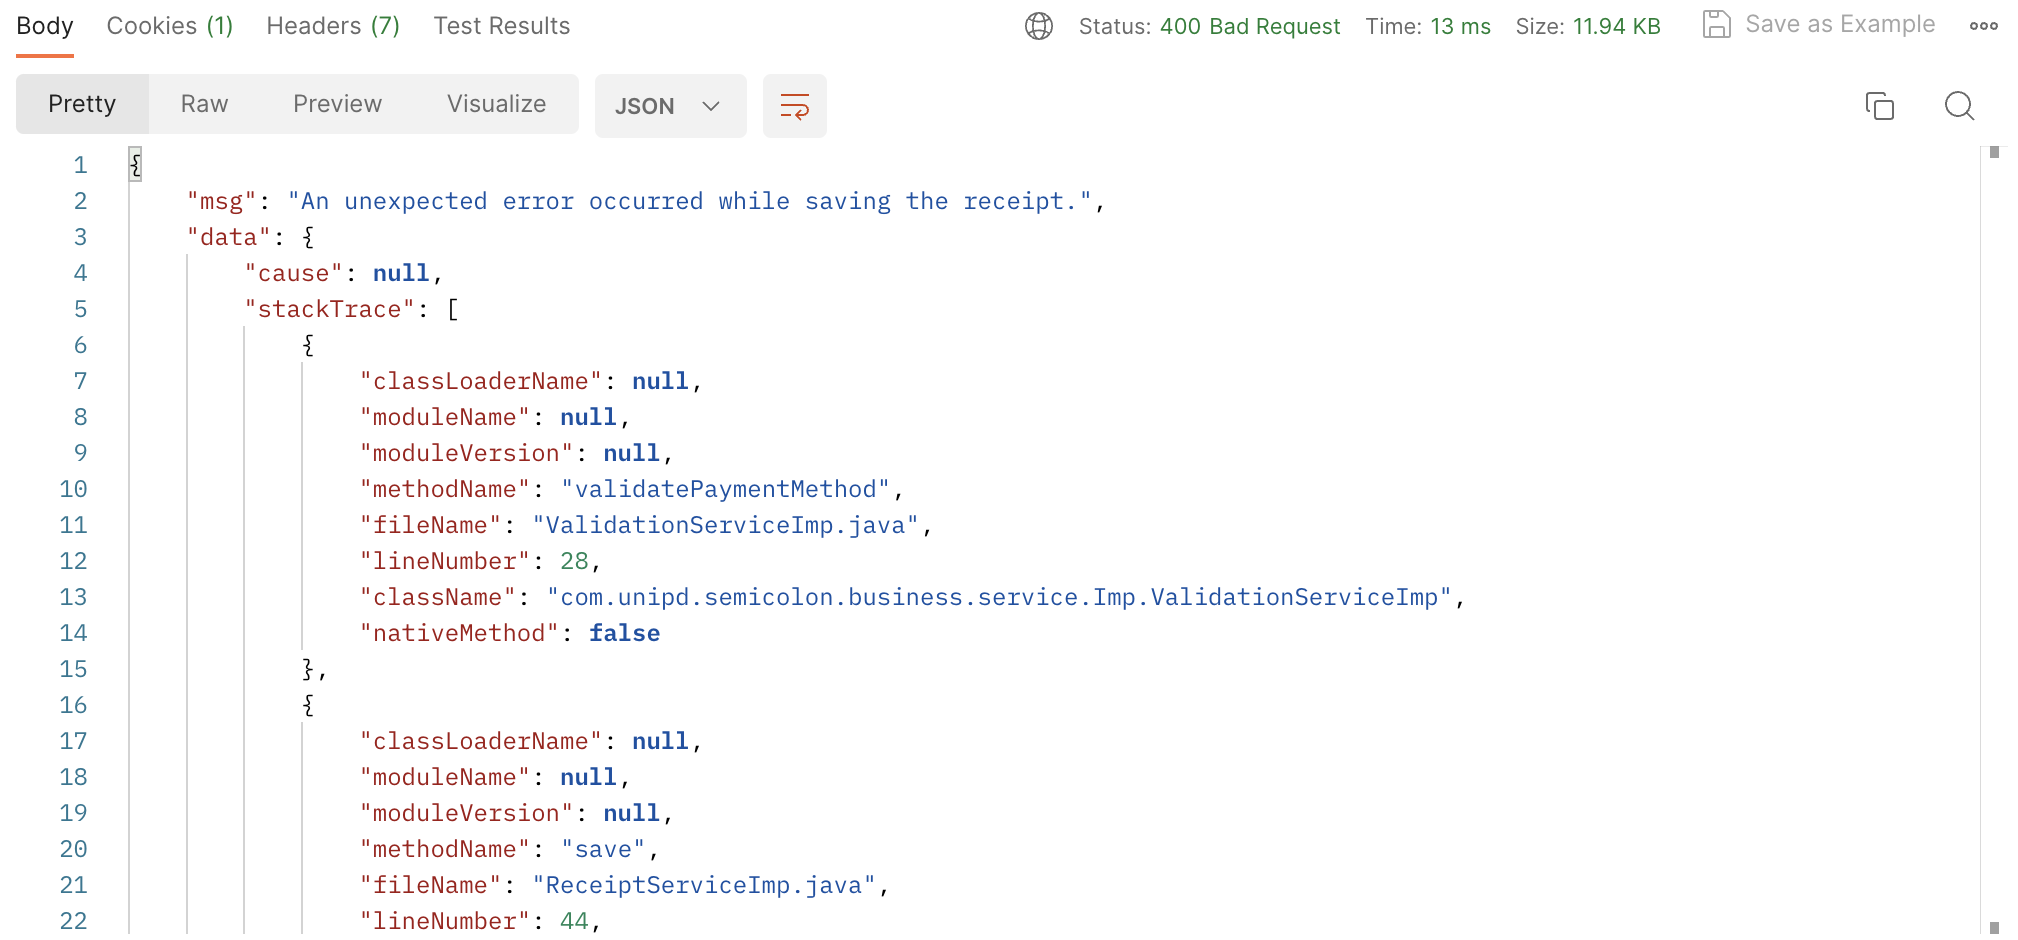 Body Cookies (1) Headers (7) Test Results Status: 400 Bad Request Time: 13 ms Size: 11.94 KB Save as Example
Pretty Raw Preview Visualize JSON
1 {
2 "msg": "An unexpected error occurred while saving the receipt.",
3 "data": {
4 "cause": null,
5 "stackTrace": [
6 {
7 "classLoaderName": null,
8 "moduleName": null,
9 "moduleVersion": null,
10 "methodName": "validatePaymentMethod",
11 "fileName": "ValidationServiceImp.java",
12 "lineNumber": 28,
13 "className": "com.unipd.semicolon.business.service.Imp.ValidationServiceImp",
14 "nativeMethod": false
15 },
16 {
17 "classLoaderName": null,
18 "moduleName": null,
19 "moduleVersion": null,
20 "methodName": "save",
21 "fileName": "ReceiptServiceImp.java",
22 "lineNumber": 44,